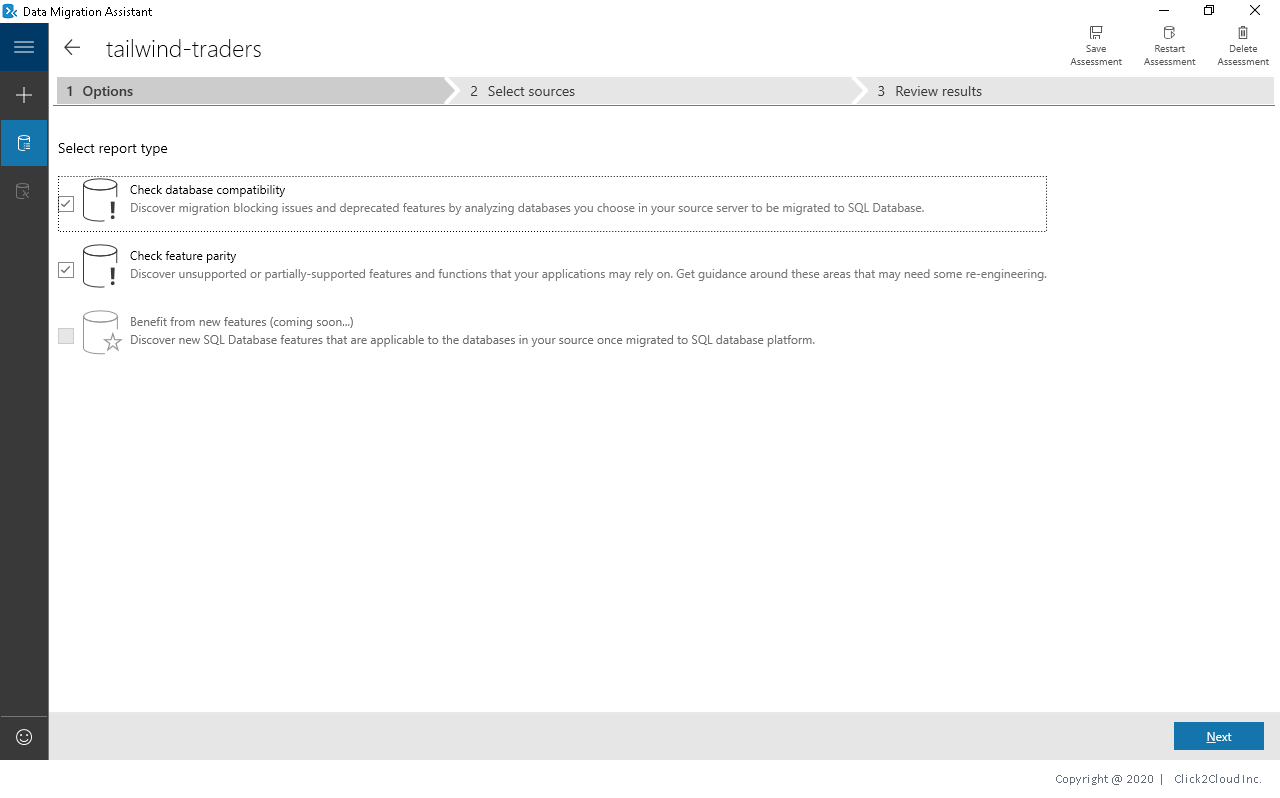 Data Migration Assistant
tailwind-traders
Save Assessment
Restart Assessment
Delete Assessment
1 Options
2 Select sources
3 Review results
Select report type
Check database compatibility
Discover migration blocking issues and deprecated features by analyzing databases you choose in your source server to be migrated to SQL Database.
Check feature parity
Discover unsupported or partially-supported features and functions that your applications may rely on. Get guidance around these areas that may need some re-engineering.
Benefit from new features (coming soon...)
Discover new SQL Database features that are applicable to the databases in your source once migrated to SQL database platform.
Next
Copyright @ 2020 | Click2Cloud Inc.